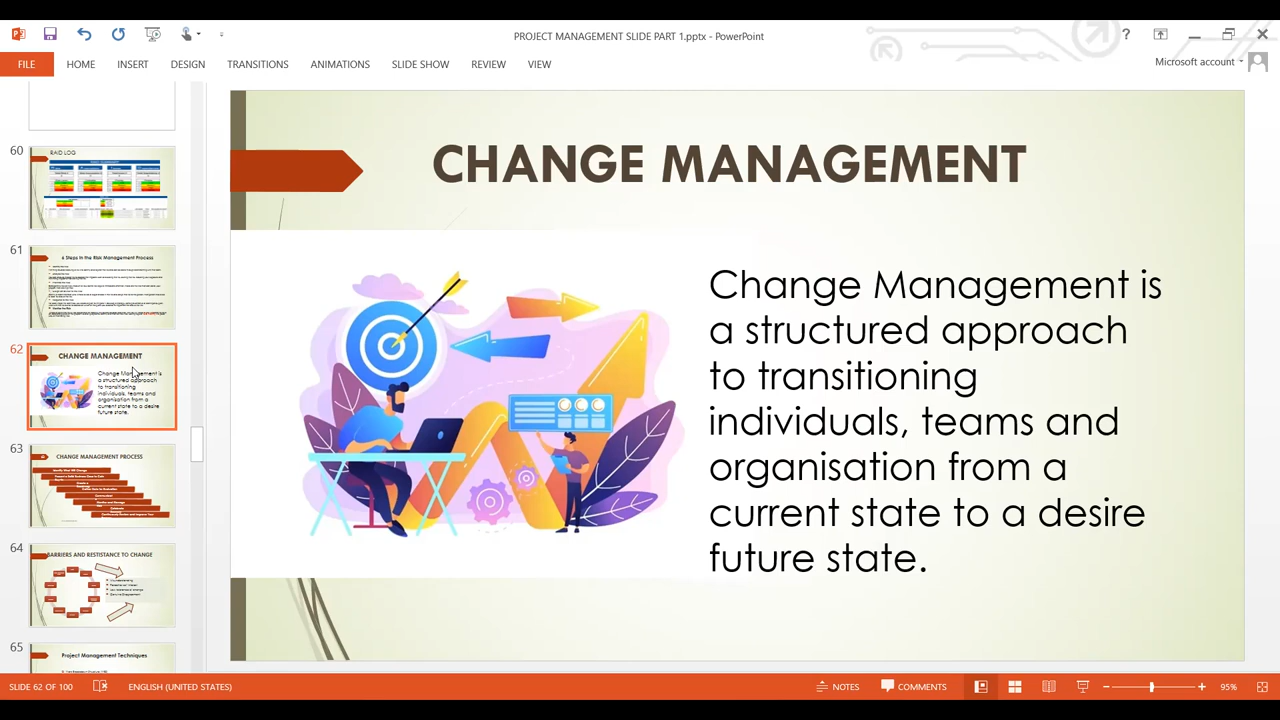 PROJECT MANAGEMENT SLIDE PART 1.pptx - PowerPoint
?
FILE HOME INSERT DESIGN TRANSITIONS ANIMATIONS SLIDE SHOW REVIEW VIEW
Microsoft account
60
RAID LOG
61
6 Steps in the Risk Management Process
62
CHANGE MANAGEMENT
Change Management is
a structured approach
to transitioning
individuals, teams and
organisation from a
current state to a desire
future state.
63
CHANGE MANAGEMENT PROCESS
64
BARRIERS AND RESTISTANCE TO CHANGE
65
Project Management Techniques
CHANGE MANAGEMENT
Change Management is
a structured approach
to transitioning
individuals, teams and
organisation from a
current state to a desire
future state.
SLIDE 62 OF 100 ENGLISH (UNITED STATES) NOTES COMMENTS 95%